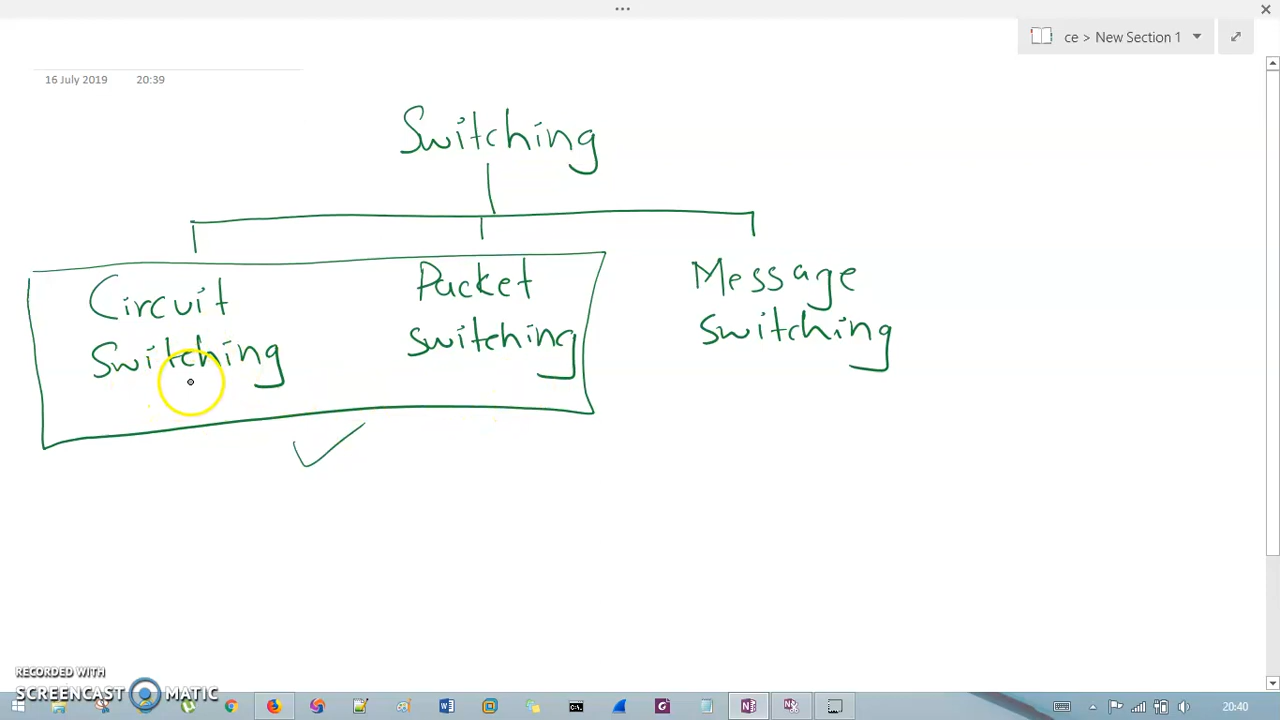 ce > New Section 1
16 July 2019 20:39
Switching
Circuit
Switching
Packet
switching
Message
switching
RECORDED WITH
SCREENCAST MATIC
20:40